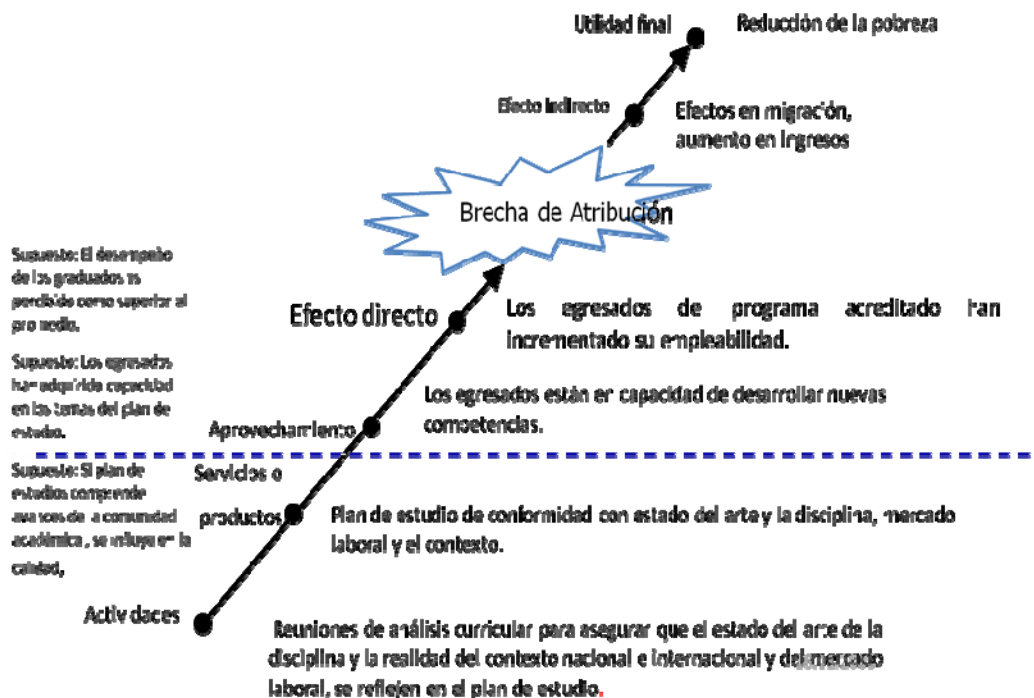 Utilidad final
Reducción de la pobreza
Efecto indirecto
Efectos en migración,
aumento en ingresos
Brecha de Atribución
Supuesto: El desempeño
de los graduados es
percibido como superior al
promedio.
Efecto directo
Los egresados de programa acreditado han
incrementado su empleabilidad.
Supuesto: Los egresados
han adquirido capacidad
en los temas del plan de
estudio.
Aprovechamiento
Los egresados están en capacidad de desarrollar nuevas
competencias.
Supuesto: Si plan de
estudios comprende
avances de la comunidad
académica, se influye en la
calidad,
Servicios o
productos
Plan de estudio de conformidad con estado del arte y la disciplina, mercado
laboral y el contexto.
Actividades
Reuniones de análisis curricular para asegurar que el estado del arte de la
disciplina y la realidad del contexto nacional e internacional y del mercado
laboral, se reflejen en el plan de estudio.